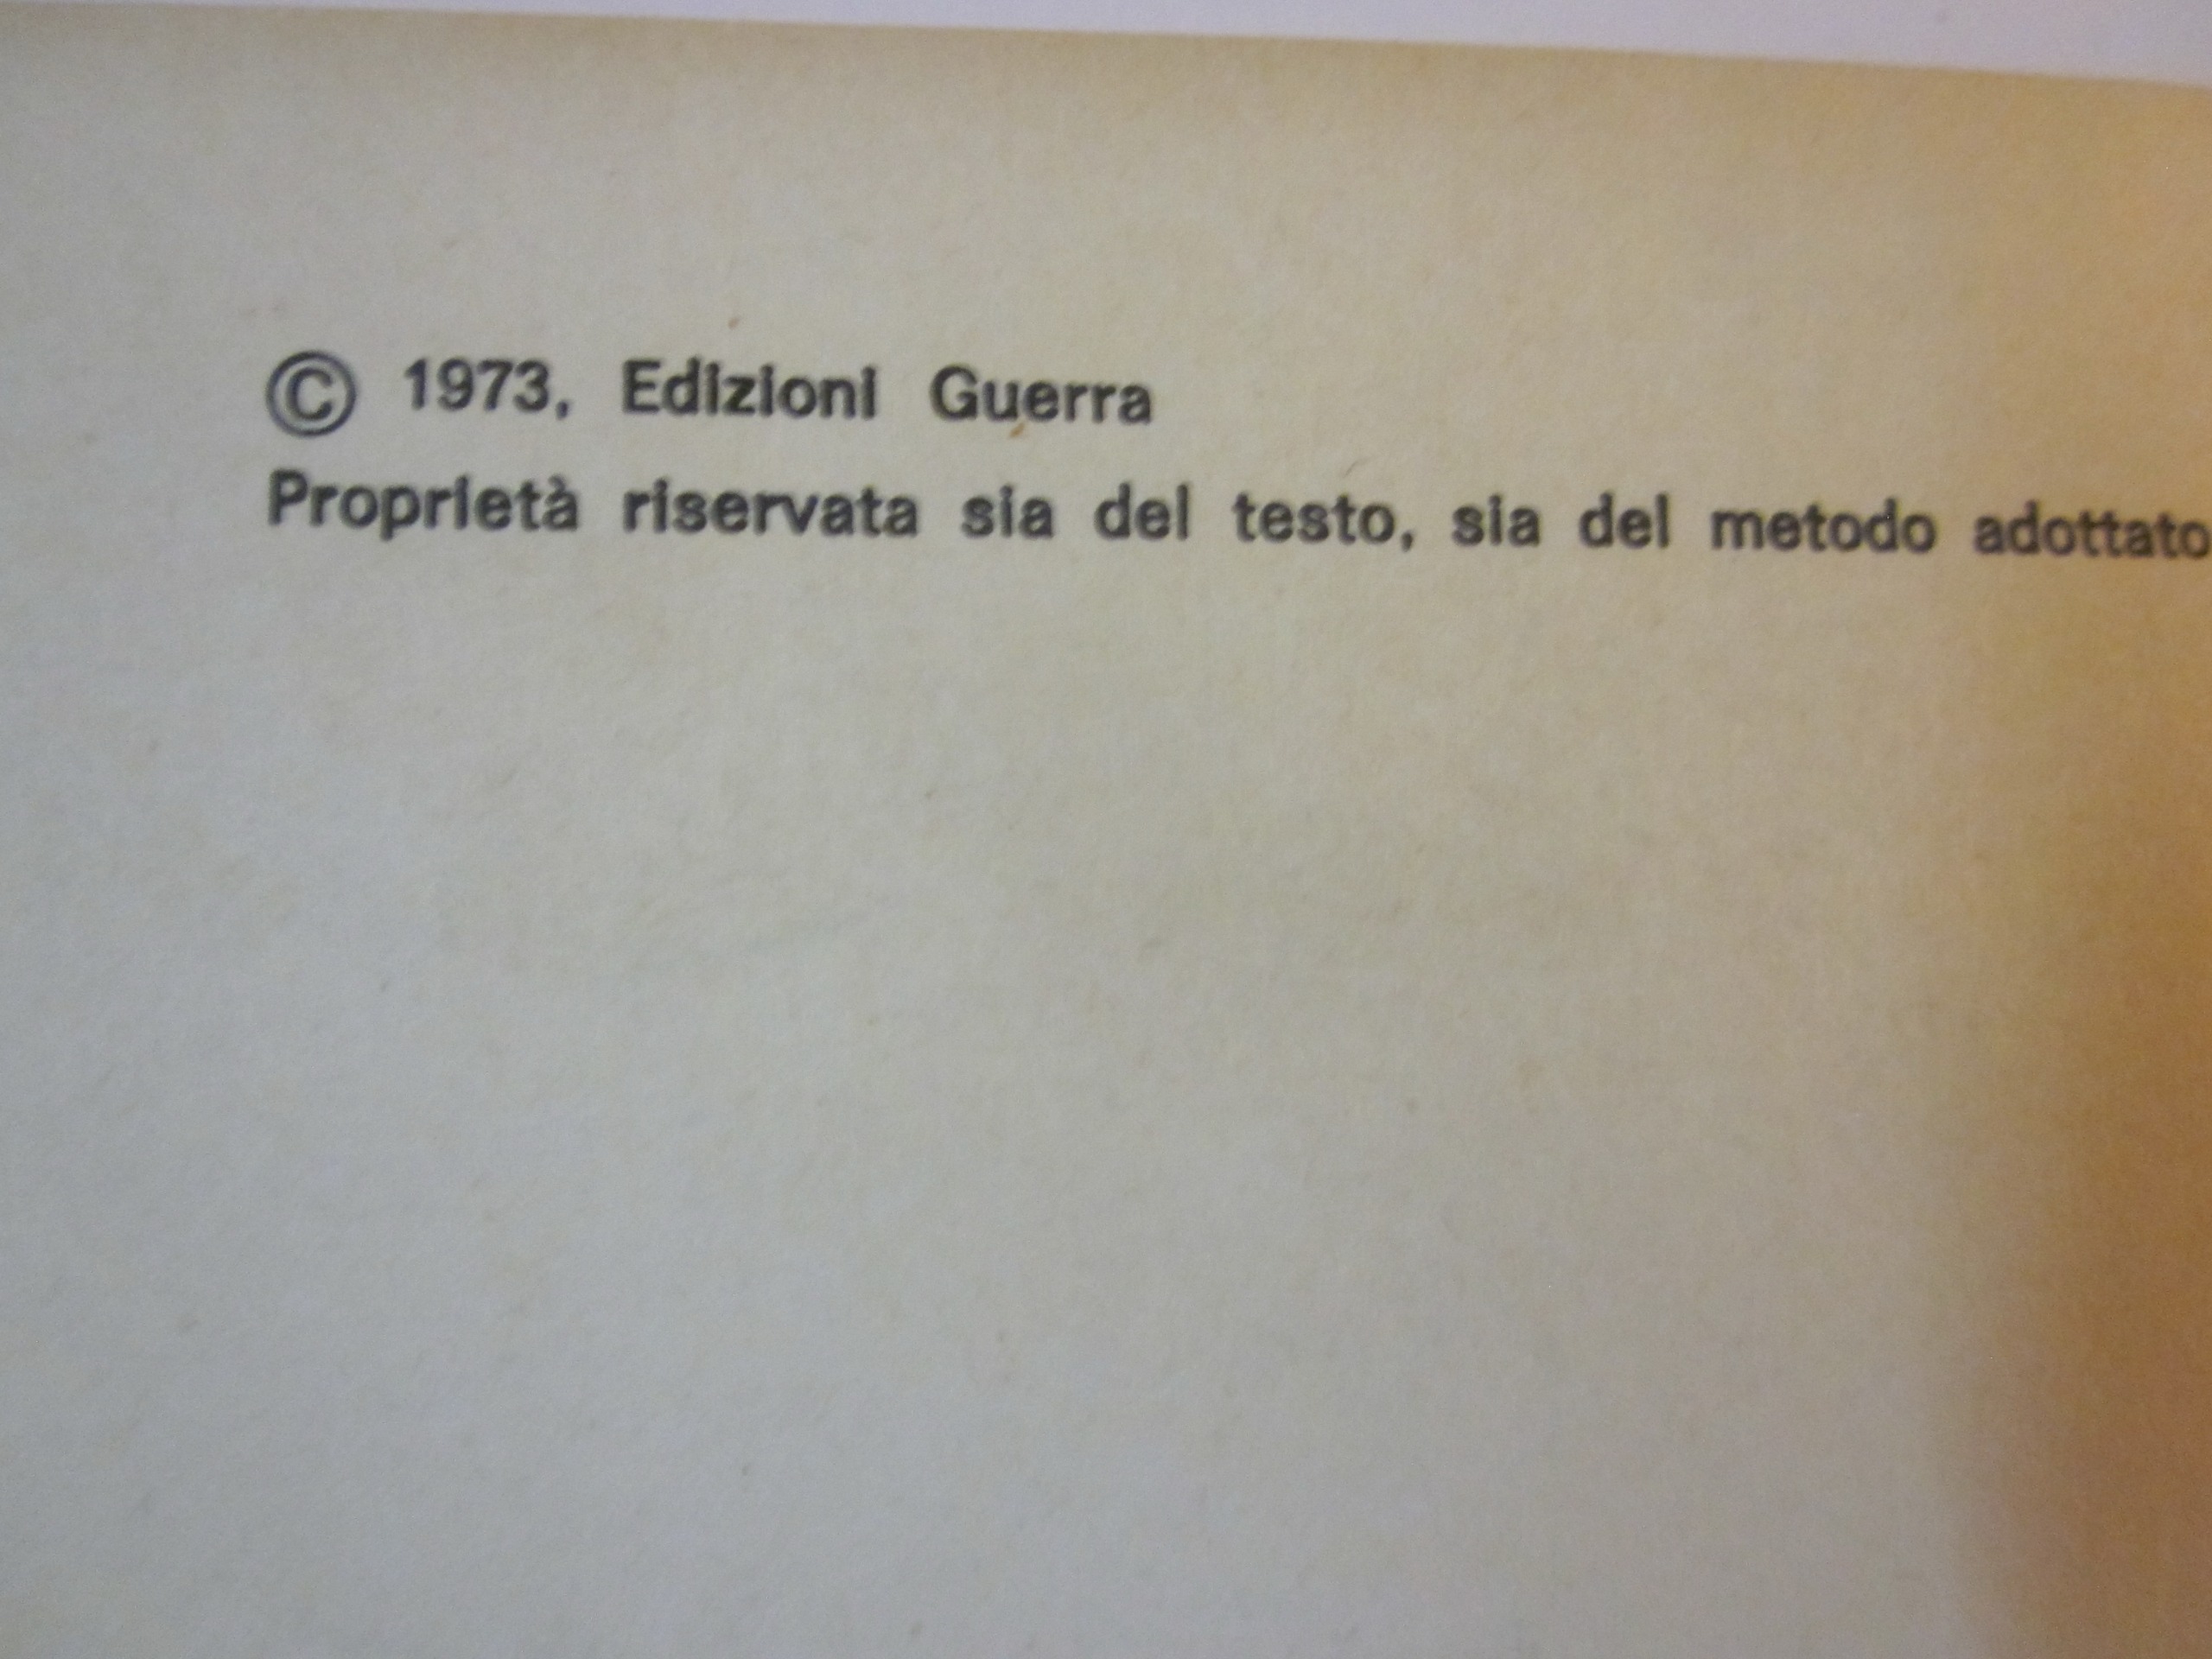 © 1973, Edizioni Guerra
Proprietà riservata sia del testo, sia del metodo adottato